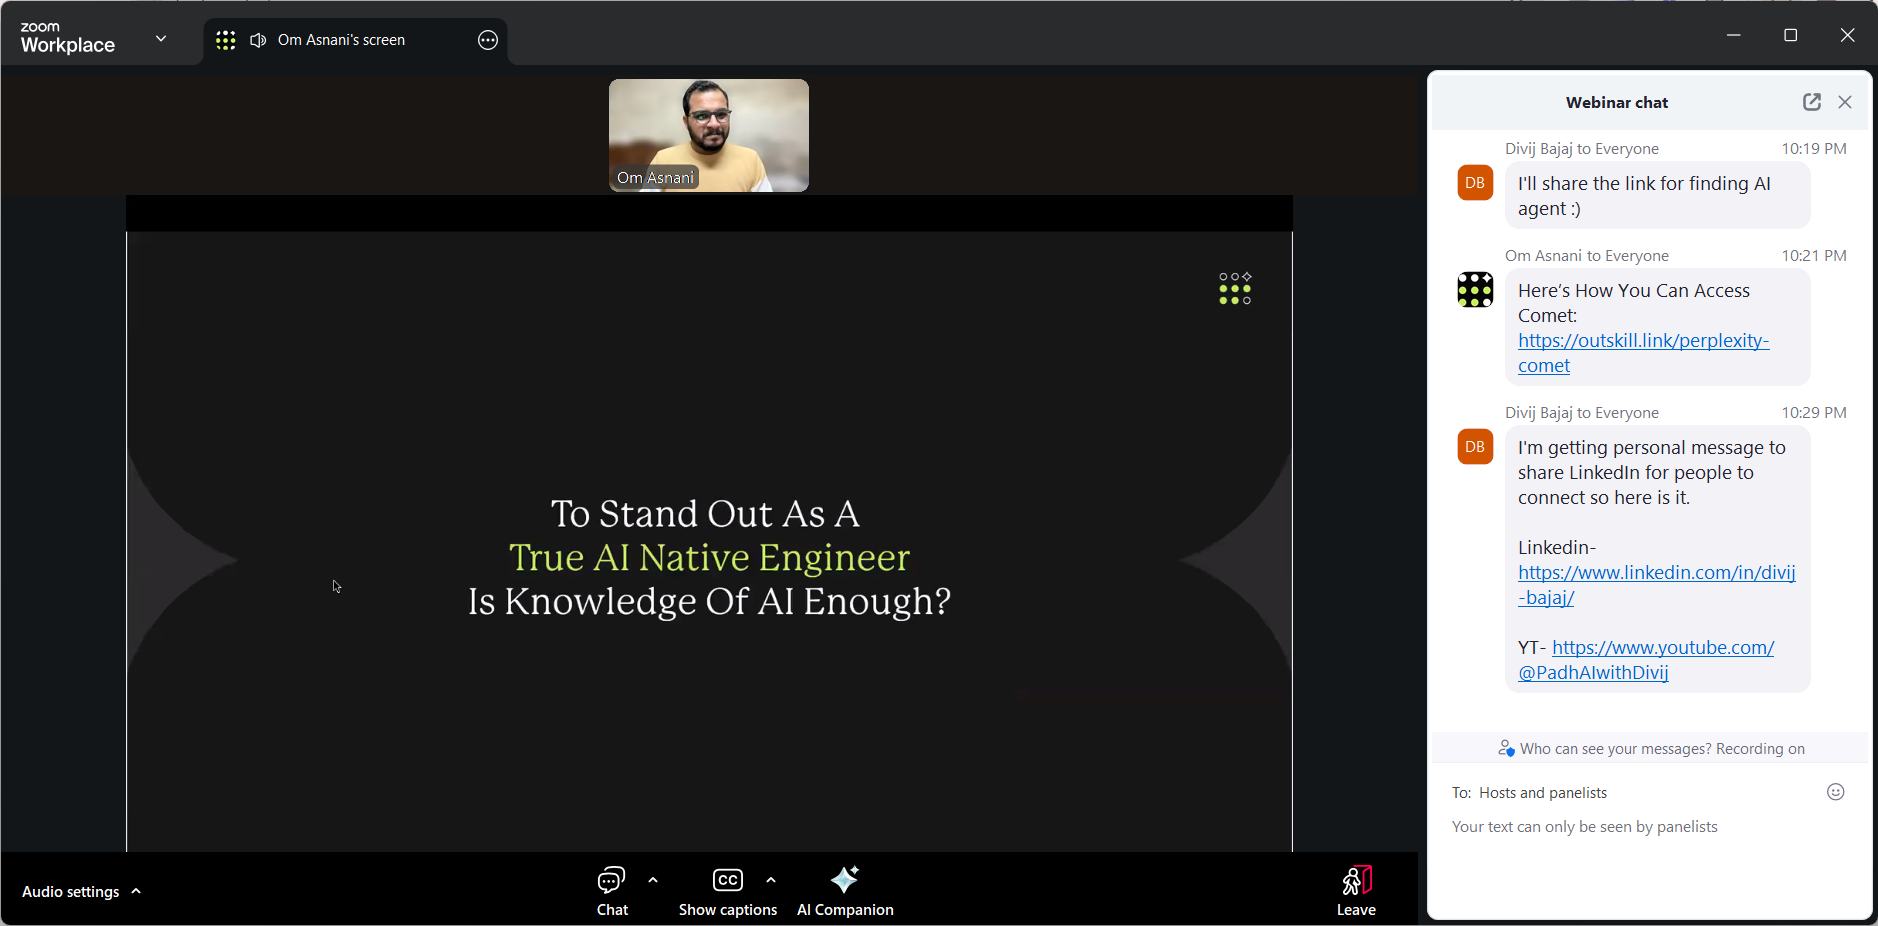 zoom
Workplace
Om Asnani's screen
Om Asnani
To Stand Out As A
True AI Native Engineer
Is Knowledge Of AI Enough?
Audio settings
Chat
CC
Show captions
AI Companion
Leave
Webinar chat
Divij Bajaj to Everyone 10:19 PM
DB
I'll share the link for finding AI
agent :)
Om Asnani to Everyone 10:21 PM
Here’s How You Can Access
Comet:
https://outskill.link/perplexity-
comet
Divij Bajaj to Everyone 10:29 PM
DB
I'm getting personal message to
share LinkedIn for people to
connect so here is it.
Linkedin-
https://www.linkedin.com/in/divij
-bajaj/
YT- https://www.youtube.com/
@PadhAIwithDivij
Who can see your messages? Recording on
To: Hosts and panelists
Your text can only be seen by panelists